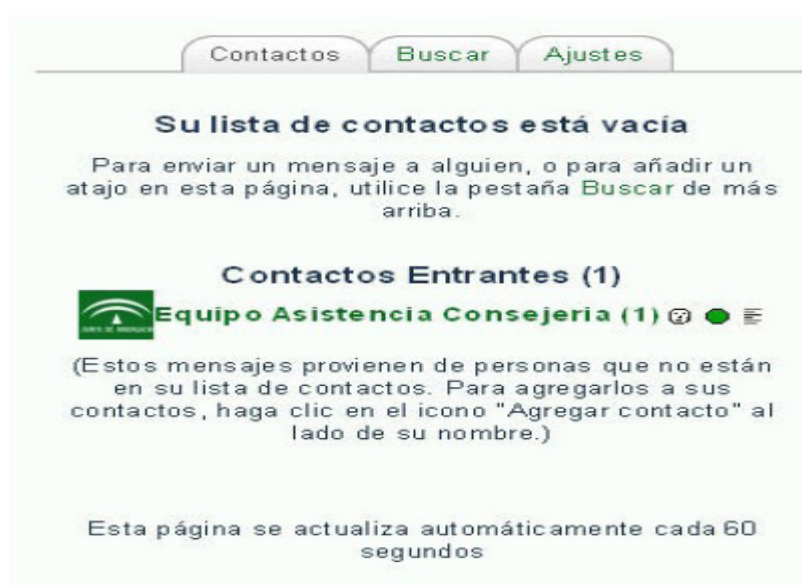 Contactos Buscar Ajustes
Su lista de contactos está vacía
Para enviar un mensaje a alguien, o para añadir un
atajo en esta página, utilice la pestaña Buscar de más
arriba.
Contactos Entrantes (1)
Equipo Asistencia Consejeria (1)
(Estos mensajes provienen de personas que no están
en su lista de contactos. Para agregarlos a sus
contactos, haga clic en el icono "Agregar contacto" al
lado de su nombre.)
Esta página se actualiza automáticamente cada 60
segundos